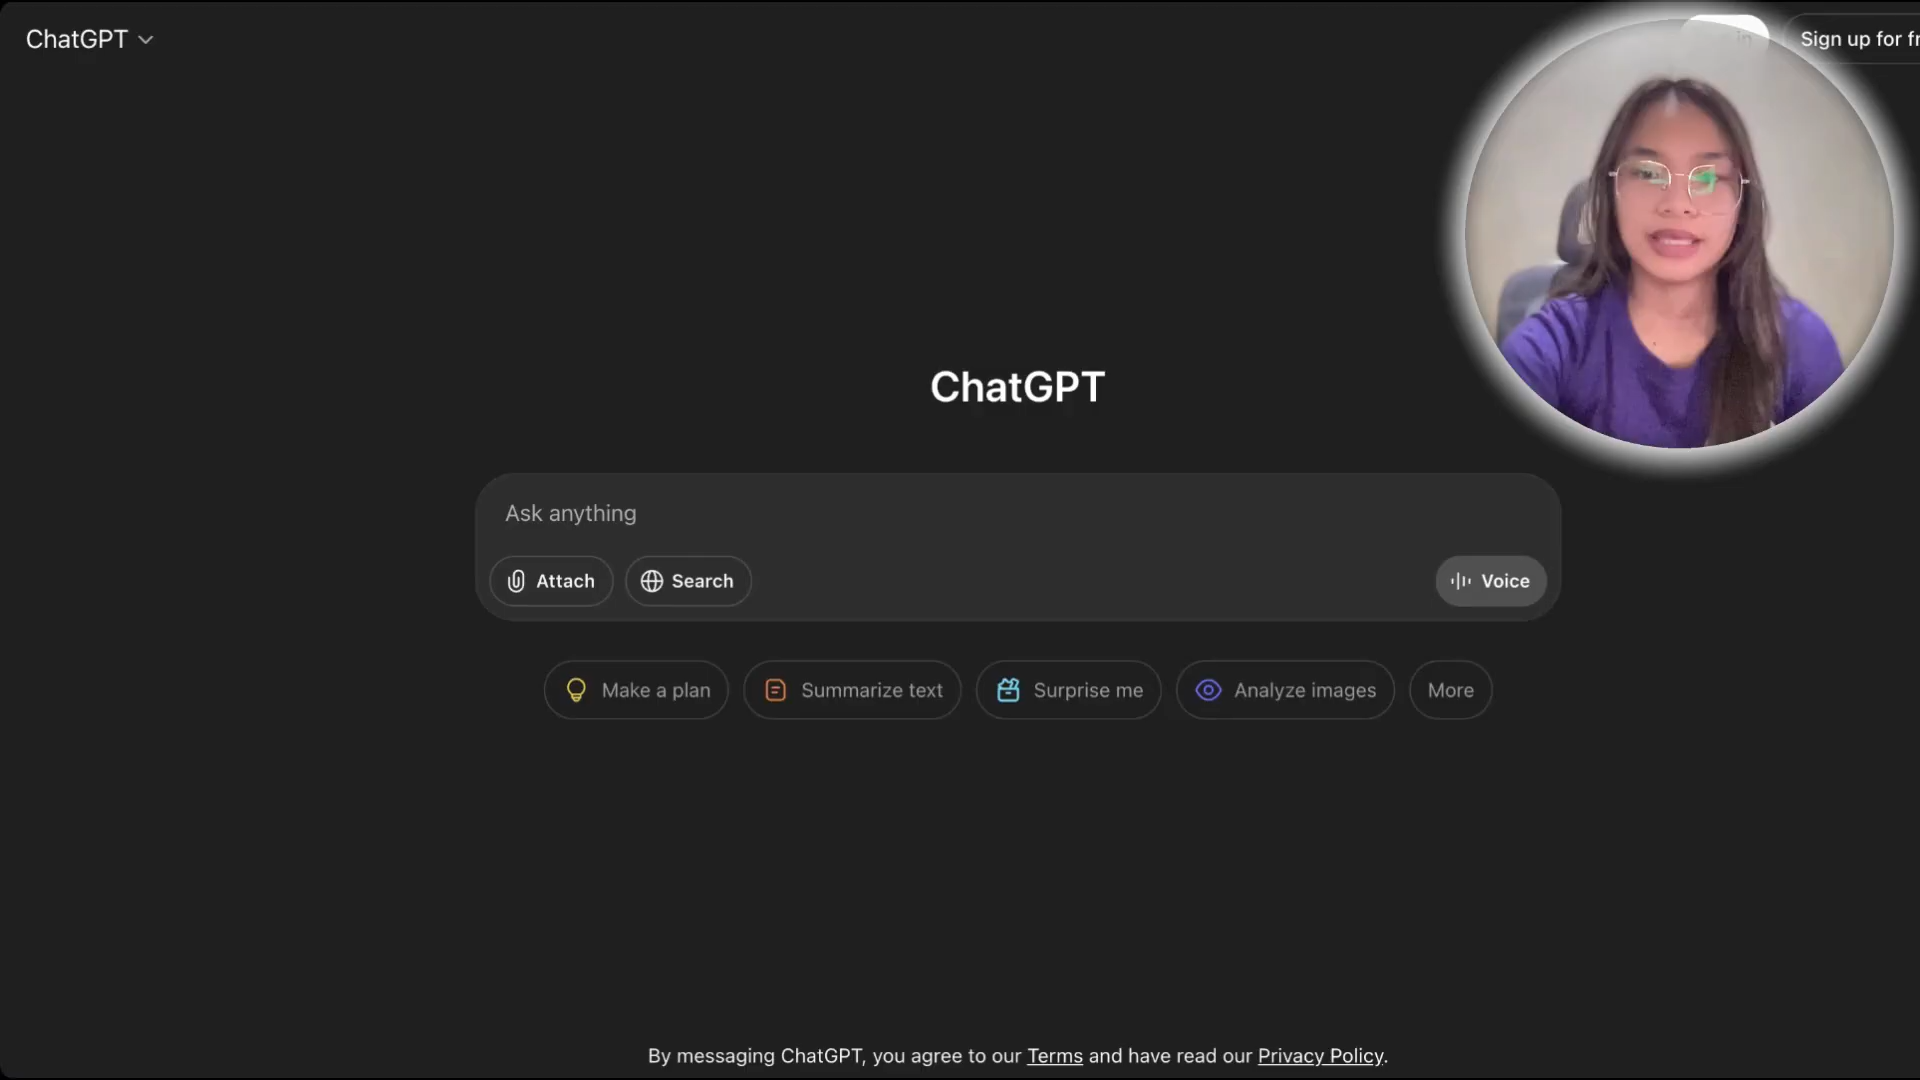 ChatGPT
Sign up for fr
ChatGPT
Ask anything
Attach
Search
Voice
Make a plan
Summarize text
Surprise me
Analyze images
More
By messaging ChatGPT, you agree to our Terms and have read our Privacy Policy.